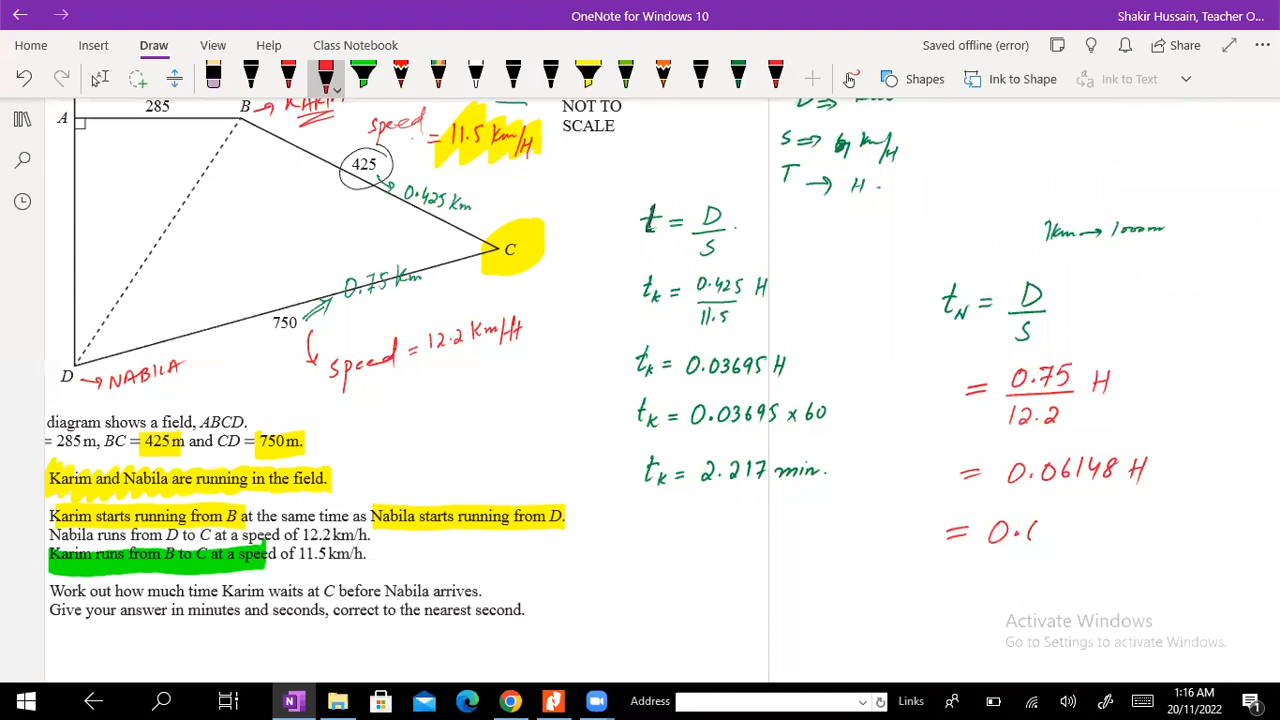 OneNote for Windows 10
Shakir Hussain, Teacher O...
Home Insert Draw View Help Class Notebook
Saved offline (error) Share
Shapes Ink to Shape Ink to Text
A 285 B
NOT TO
SCALE
speed
= 11.5 Km/H
425
0.425 Km
C
0.75 Km
750
speed = 12.2 Km/H
D → NABILA
diagram shows a field, ABCD.
= 285 m, BC = 425 m and CD = 750 m.
Karim and Nabila are running in the field.
Karim starts running from B at the same time as Nabila starts running from D.
Nabila runs from D to C at a speed of 12.2 km/h.
Karim runs from B to C at a speed of 11.5 km/h.
Work out how much time Karim waits at C before Nabila arrives.
Give your answer in minutes and seconds, correct to the nearest second.
S ⇒ Km/H
T → H
t = D/S
t_K = 0.425/11.5 H
t_K = 0.03695 H
t_K = 0.03695 × 60
t_K = 2.217 min.
1km → 1000m
t_N = D/S
= 0.75/12.2 H
= 0.06148 H
= 0.0
Activate Windows
Go to Settings to activate Windows.
Address Links
1:16 AM
20/11/2022